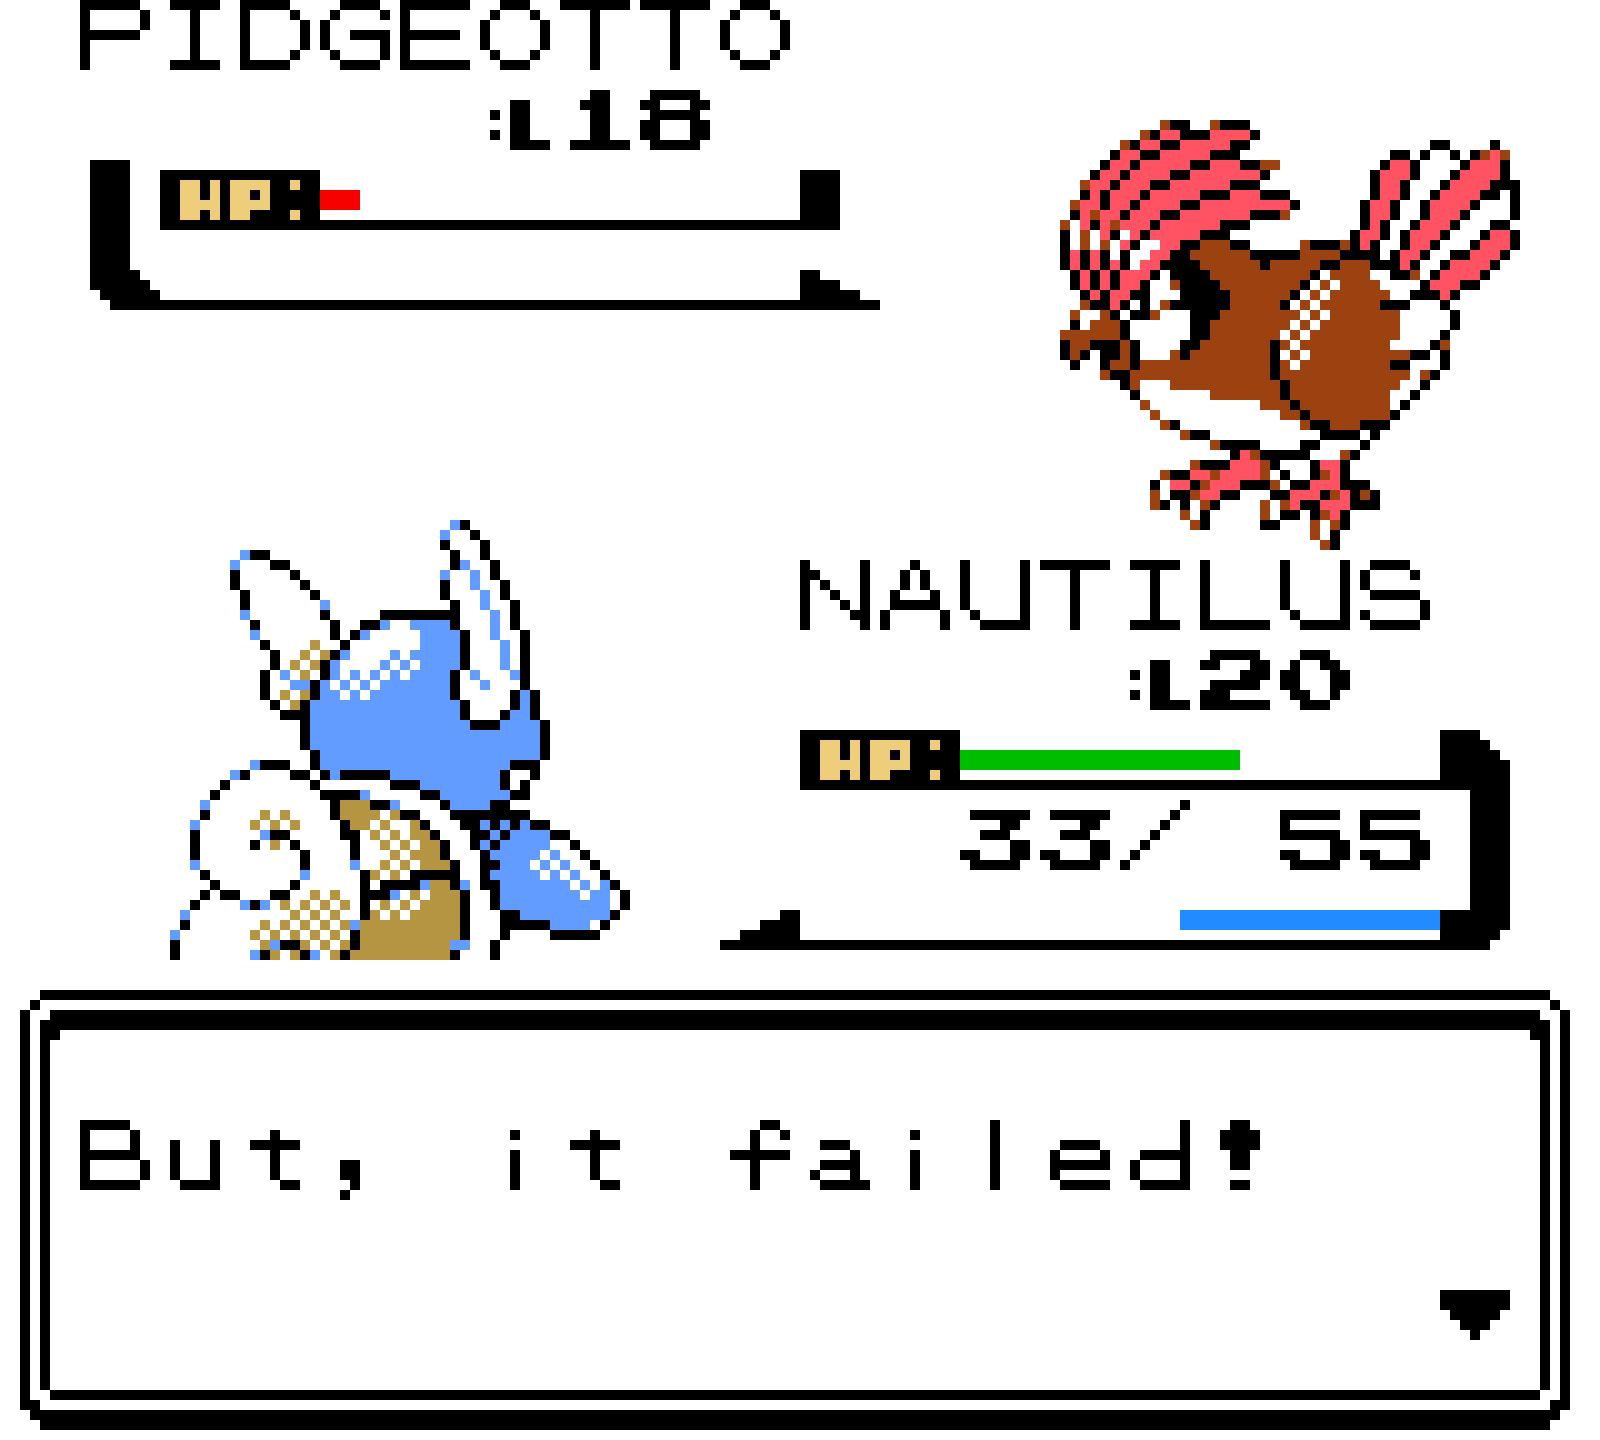 PIDGEOTTO
:L18
HP:
NAUTILUS
:L20
HP:
33/ 55
But, it failed!